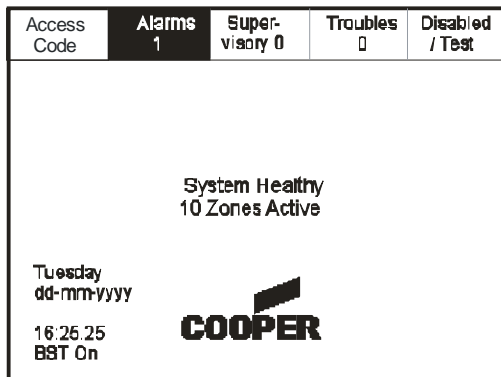 Access
Code
Alarms
1
Super-
visory 0
Troubles
0
Disabled
/ Test
System Healthy
10 Zones Active
Tuesday
dd-mm-yyyy
16:25.25
BST On
COOPER